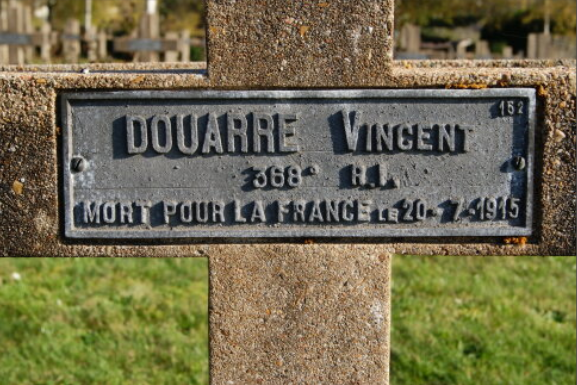 152
DOUARRE VINCENT
368e R.I.
MORT POUR LA FRANCE LE 20-7-1915